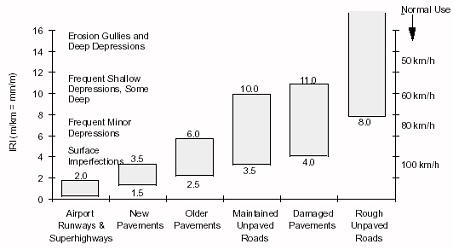 Normal Use
16
14
12
10
8
6
4
2
0
IRI (m/km = mm/m)
Erosion Gullies and
Deep Depressions
Frequent Shallow
Depressions, Some
Deep
Frequent Minor
Depressions
Surface
Imperfections
2.0
3.5
1.5
6.0
2.5
10.0
3.5
11.0
4.0
8.0
50 km/h
60 km/h
80 km/h
100 km/h
Airport
Runways &
Superhighways
New
Pavements
Older
Pavements
Maintained
Unpaved
Roads
Damaged
Pavements
Rough
Unpaved
Roads